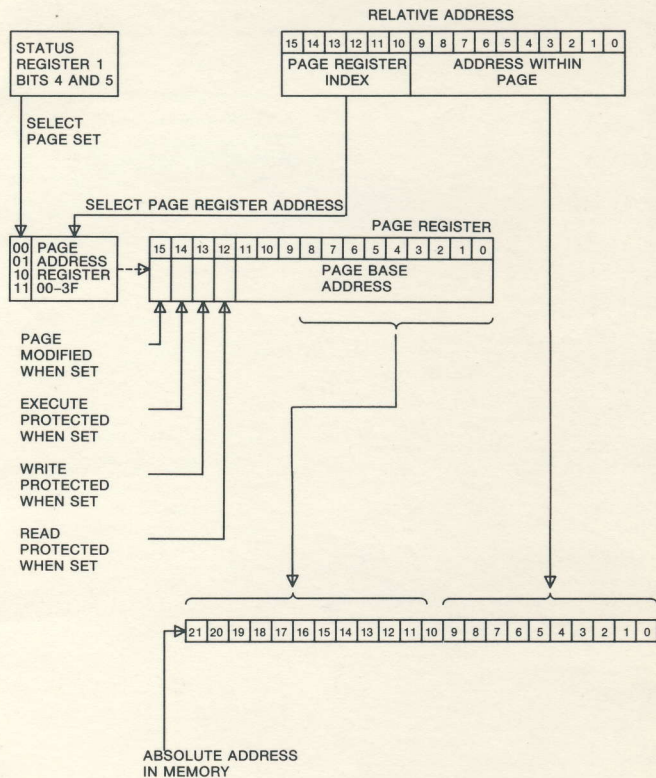 RELATIVE ADDRESS
STATUS
REGISTER 1
BITS 4 AND 5
15 14 13 12 11 10 9 8 7 6 5 4 3 2 1 0
PAGE REGISTER
INDEX
ADDRESS WITHIN
PAGE
SELECT
PAGE SET
SELECT PAGE REGISTER ADDRESS
PAGE REGISTER
00 PAGE
01 ADDRESS
10 REGISTER
11 00-3F
15 14 13 12 11 10 9 8 7 6 5 4 3 2 1 0
PAGE BASE
ADDRESS
PAGE
MODIFIED
WHEN SET
EXECUTE
PROTECTED
WHEN SET
WRITE
PROTECTED
WHEN SET
READ
PROTECTED
WHEN SET
21 20 19 18 17 16 15 14 13 12 11 10 9 8 7 6 5 4 3 2 1 0
ABSOLUTE ADDRESS
IN MEMORY